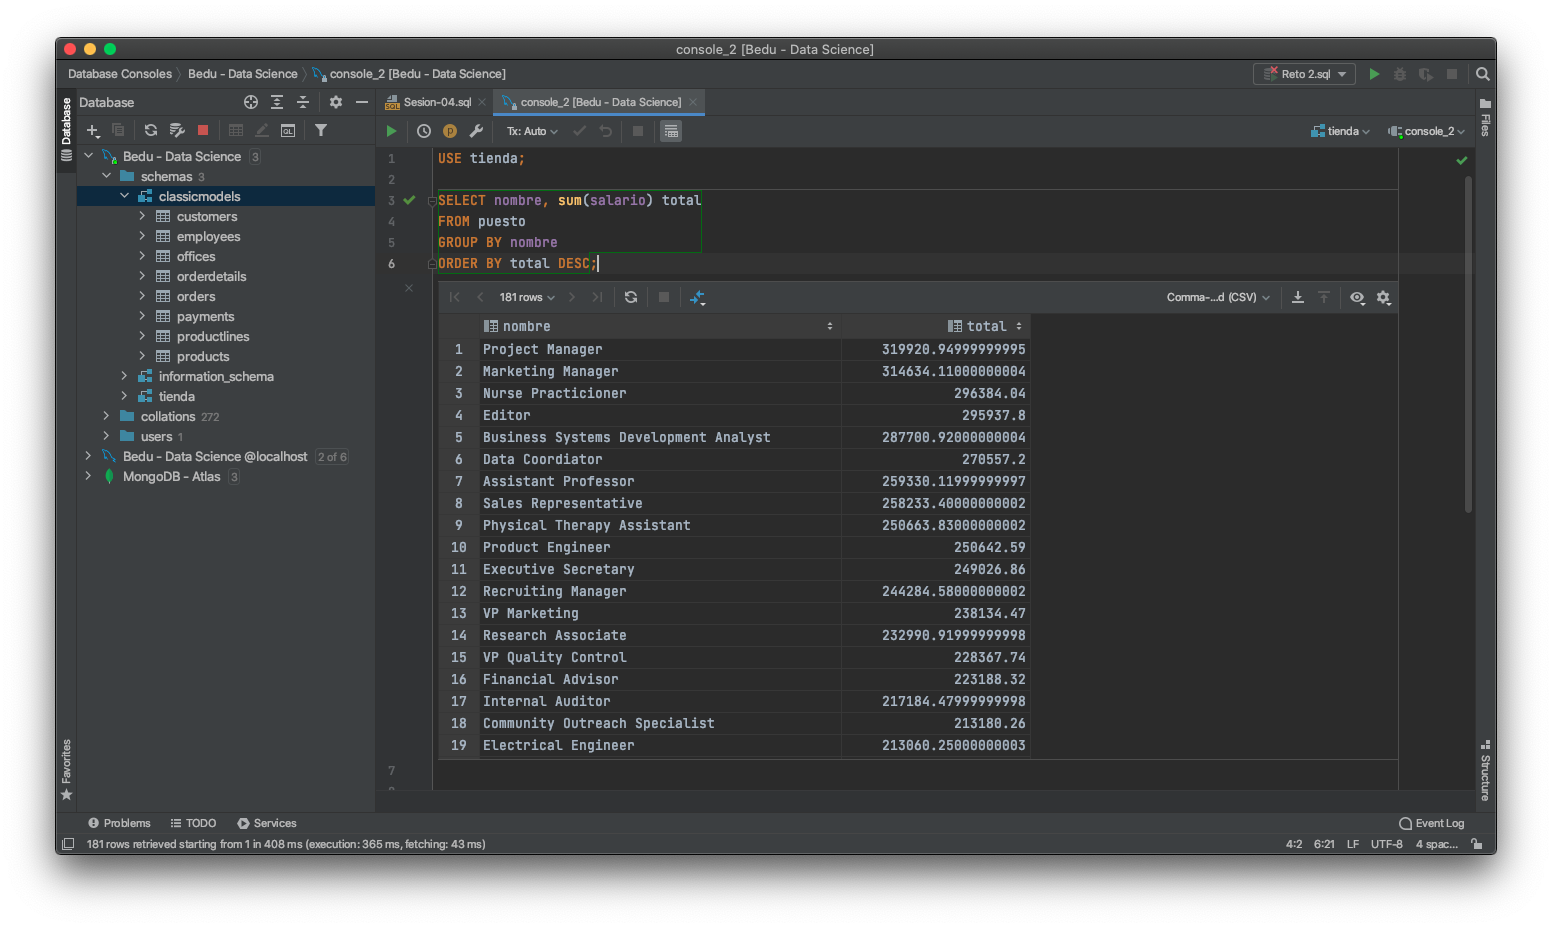 console_2 [Bedu - Data Science]
Database Consoles Bedu - Data Science console_2 [Bedu - Data Science] Reto 2.sql
Database Sesion-04.sql console_2 [Bedu - Data Science]
Database
Files
Tx: Auto tienda console_2
Bedu - Data Science 3
schemas 3
classicmodels
customers
employees
offices
orderdetails
orders
payments
productlines
products
information_schema
tienda
collations 272
users 1
Bedu - Data Science @localhost 2 of 6
MongoDB - Atlas 3
1 USE tienda;
2
3 SELECT nombre, sum(salario) total
4 FROM puesto
5 GROUP BY nombre
6 ORDER BY total DESC;
181 rows Comma-...d (CSV)
nombre total
1 Project Manager 319920.94999999995
2 Marketing Manager 314634.11000000004
3 Nurse Practicioner 296384.04
4 Editor 295937.8
5 Business Systems Development Analyst 287700.92000000004
6 Data Coordiator 270557.2
7 Assistant Professor 259330.11999999997
8 Sales Representative 258233.40000000002
9 Physical Therapy Assistant 250663.83000000002
10 Product Engineer 250642.59
11 Executive Secretary 249026.86
12 Recruiting Manager 244284.58000000002
13 VP Marketing 238134.47
14 Research Associate 232990.91999999998
15 VP Quality Control 228367.74
16 Financial Advisor 223188.32
17 Internal Auditor 217184.47999999998
18 Community Outreach Specialist 213180.26
19 Electrical Engineer 213060.25000000003
7
Favorites
Structure
Problems TODO Services Event Log
181 rows retrieved starting from 1 in 408 ms (execution: 365 ms, fetching: 43 ms) 4:2 6:21 LF UTF-8 4 spac...